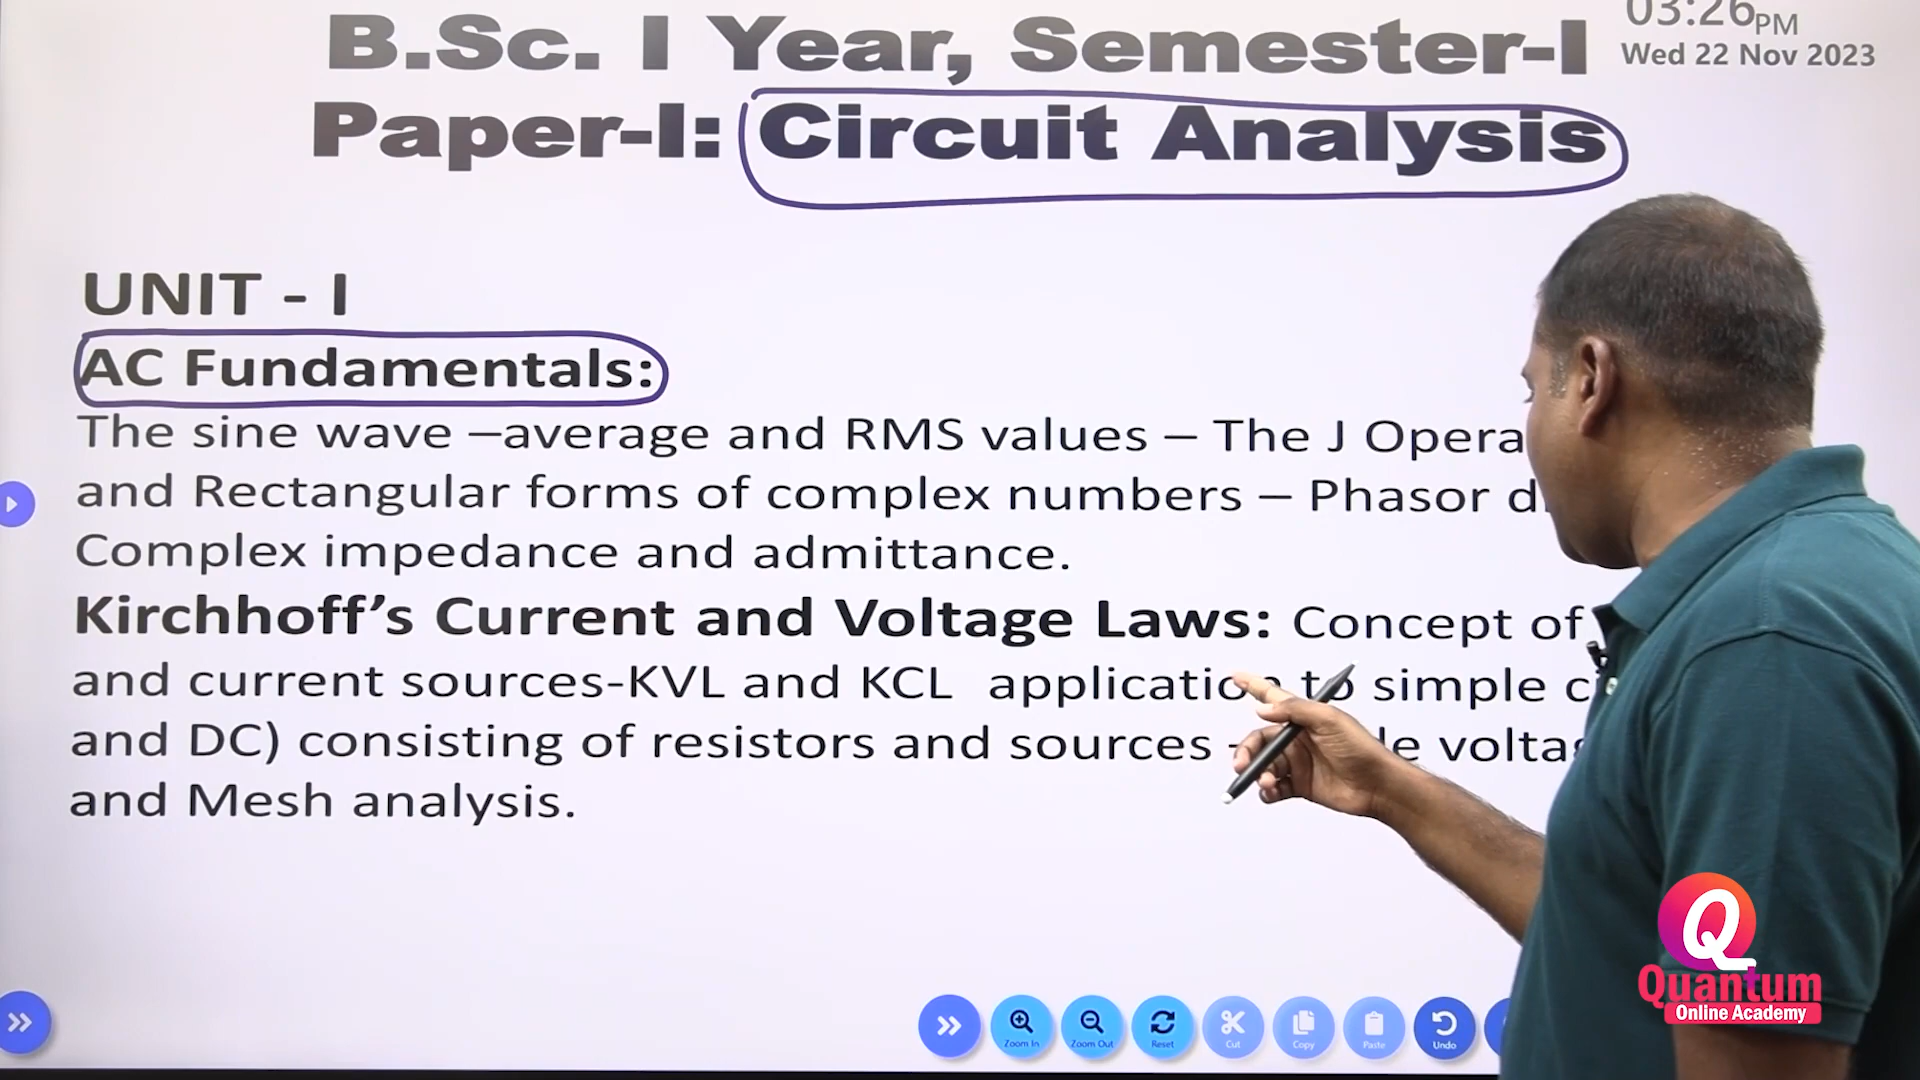 B.Sc. I Year, Semester-I
03:26PM
Wed 22 Nov 2023
Paper-I: Circuit Analysis
UNIT - I
AC Fundamentals:
The sine wave –average and RMS values – The J
and Rectangular forms of complex numbers – Phasor
Complex impedance and admittance.
Kirchhoff's Current and Voltage Laws: Concept of
and current sources-KVL and KCL application to simple
and DC) consisting of resistors and sources
and Mesh analysis.
Zoom In
Zoom Out
Reset
Cut
Copy
Paste
Undo
Q
Quantum
Online Academy